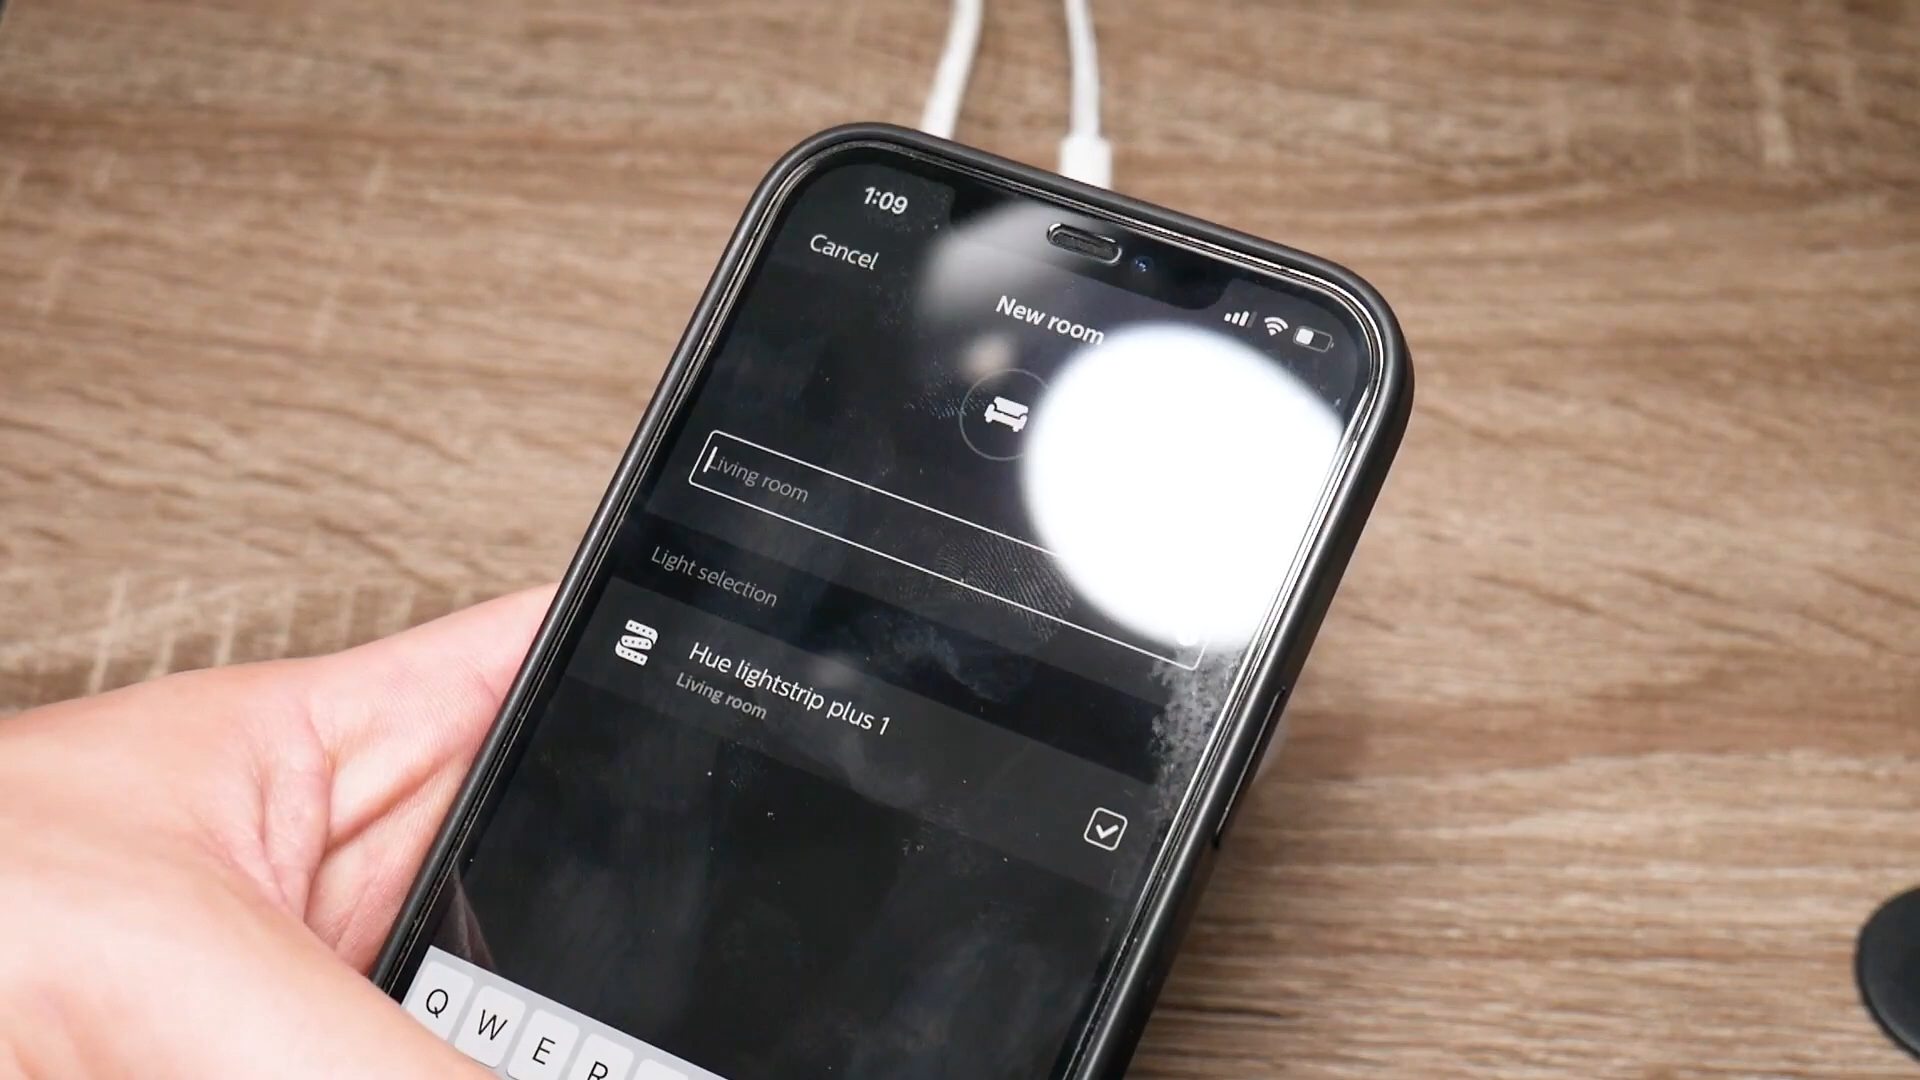 1:09
Cancel
New room
Living room
Light selection
Hue lightstrip plus 1
Living room
Q W E R